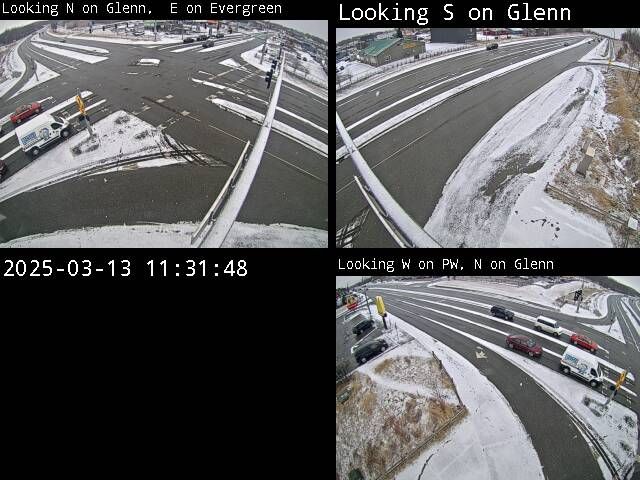 Looking N on Glenn, E on Evergreen
Looking S on Glenn
2025-03-13 11:31:48
Looking W on PW, N on Glenn